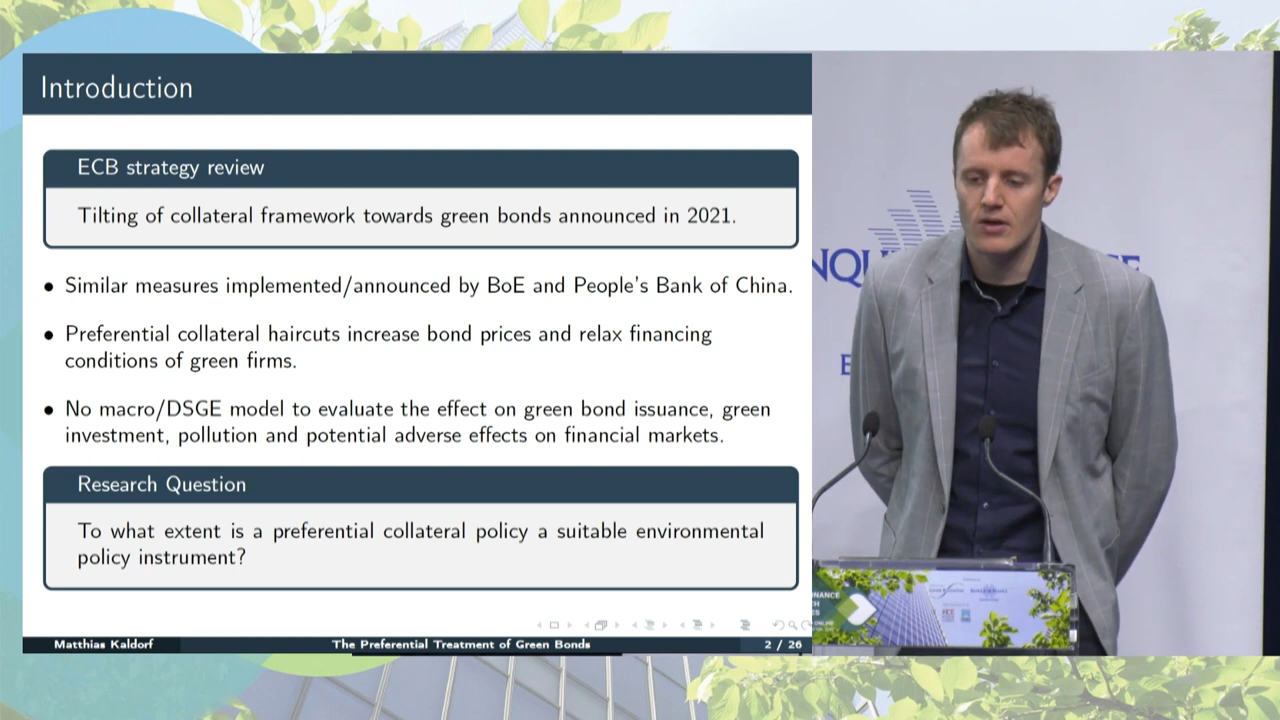 Introduction
ECB strategy review
Tilting of collateral framework towards green bonds announced in 2021.
• Similar measures implemented/announced by BoE and People's Bank of China.
• Preferential collateral haircuts increase bond prices and relax financing
conditions of green firms.
• No macro/DSGE model to evaluate the effect on green bond issuance, green
investment, pollution and potential adverse effects on financial markets.
Research Question
To what extent is a preferential collateral policy a suitable environmental
policy instrument?
Matthias Kaldorf The Preferential Treatment of Green Bonds 2 / 26